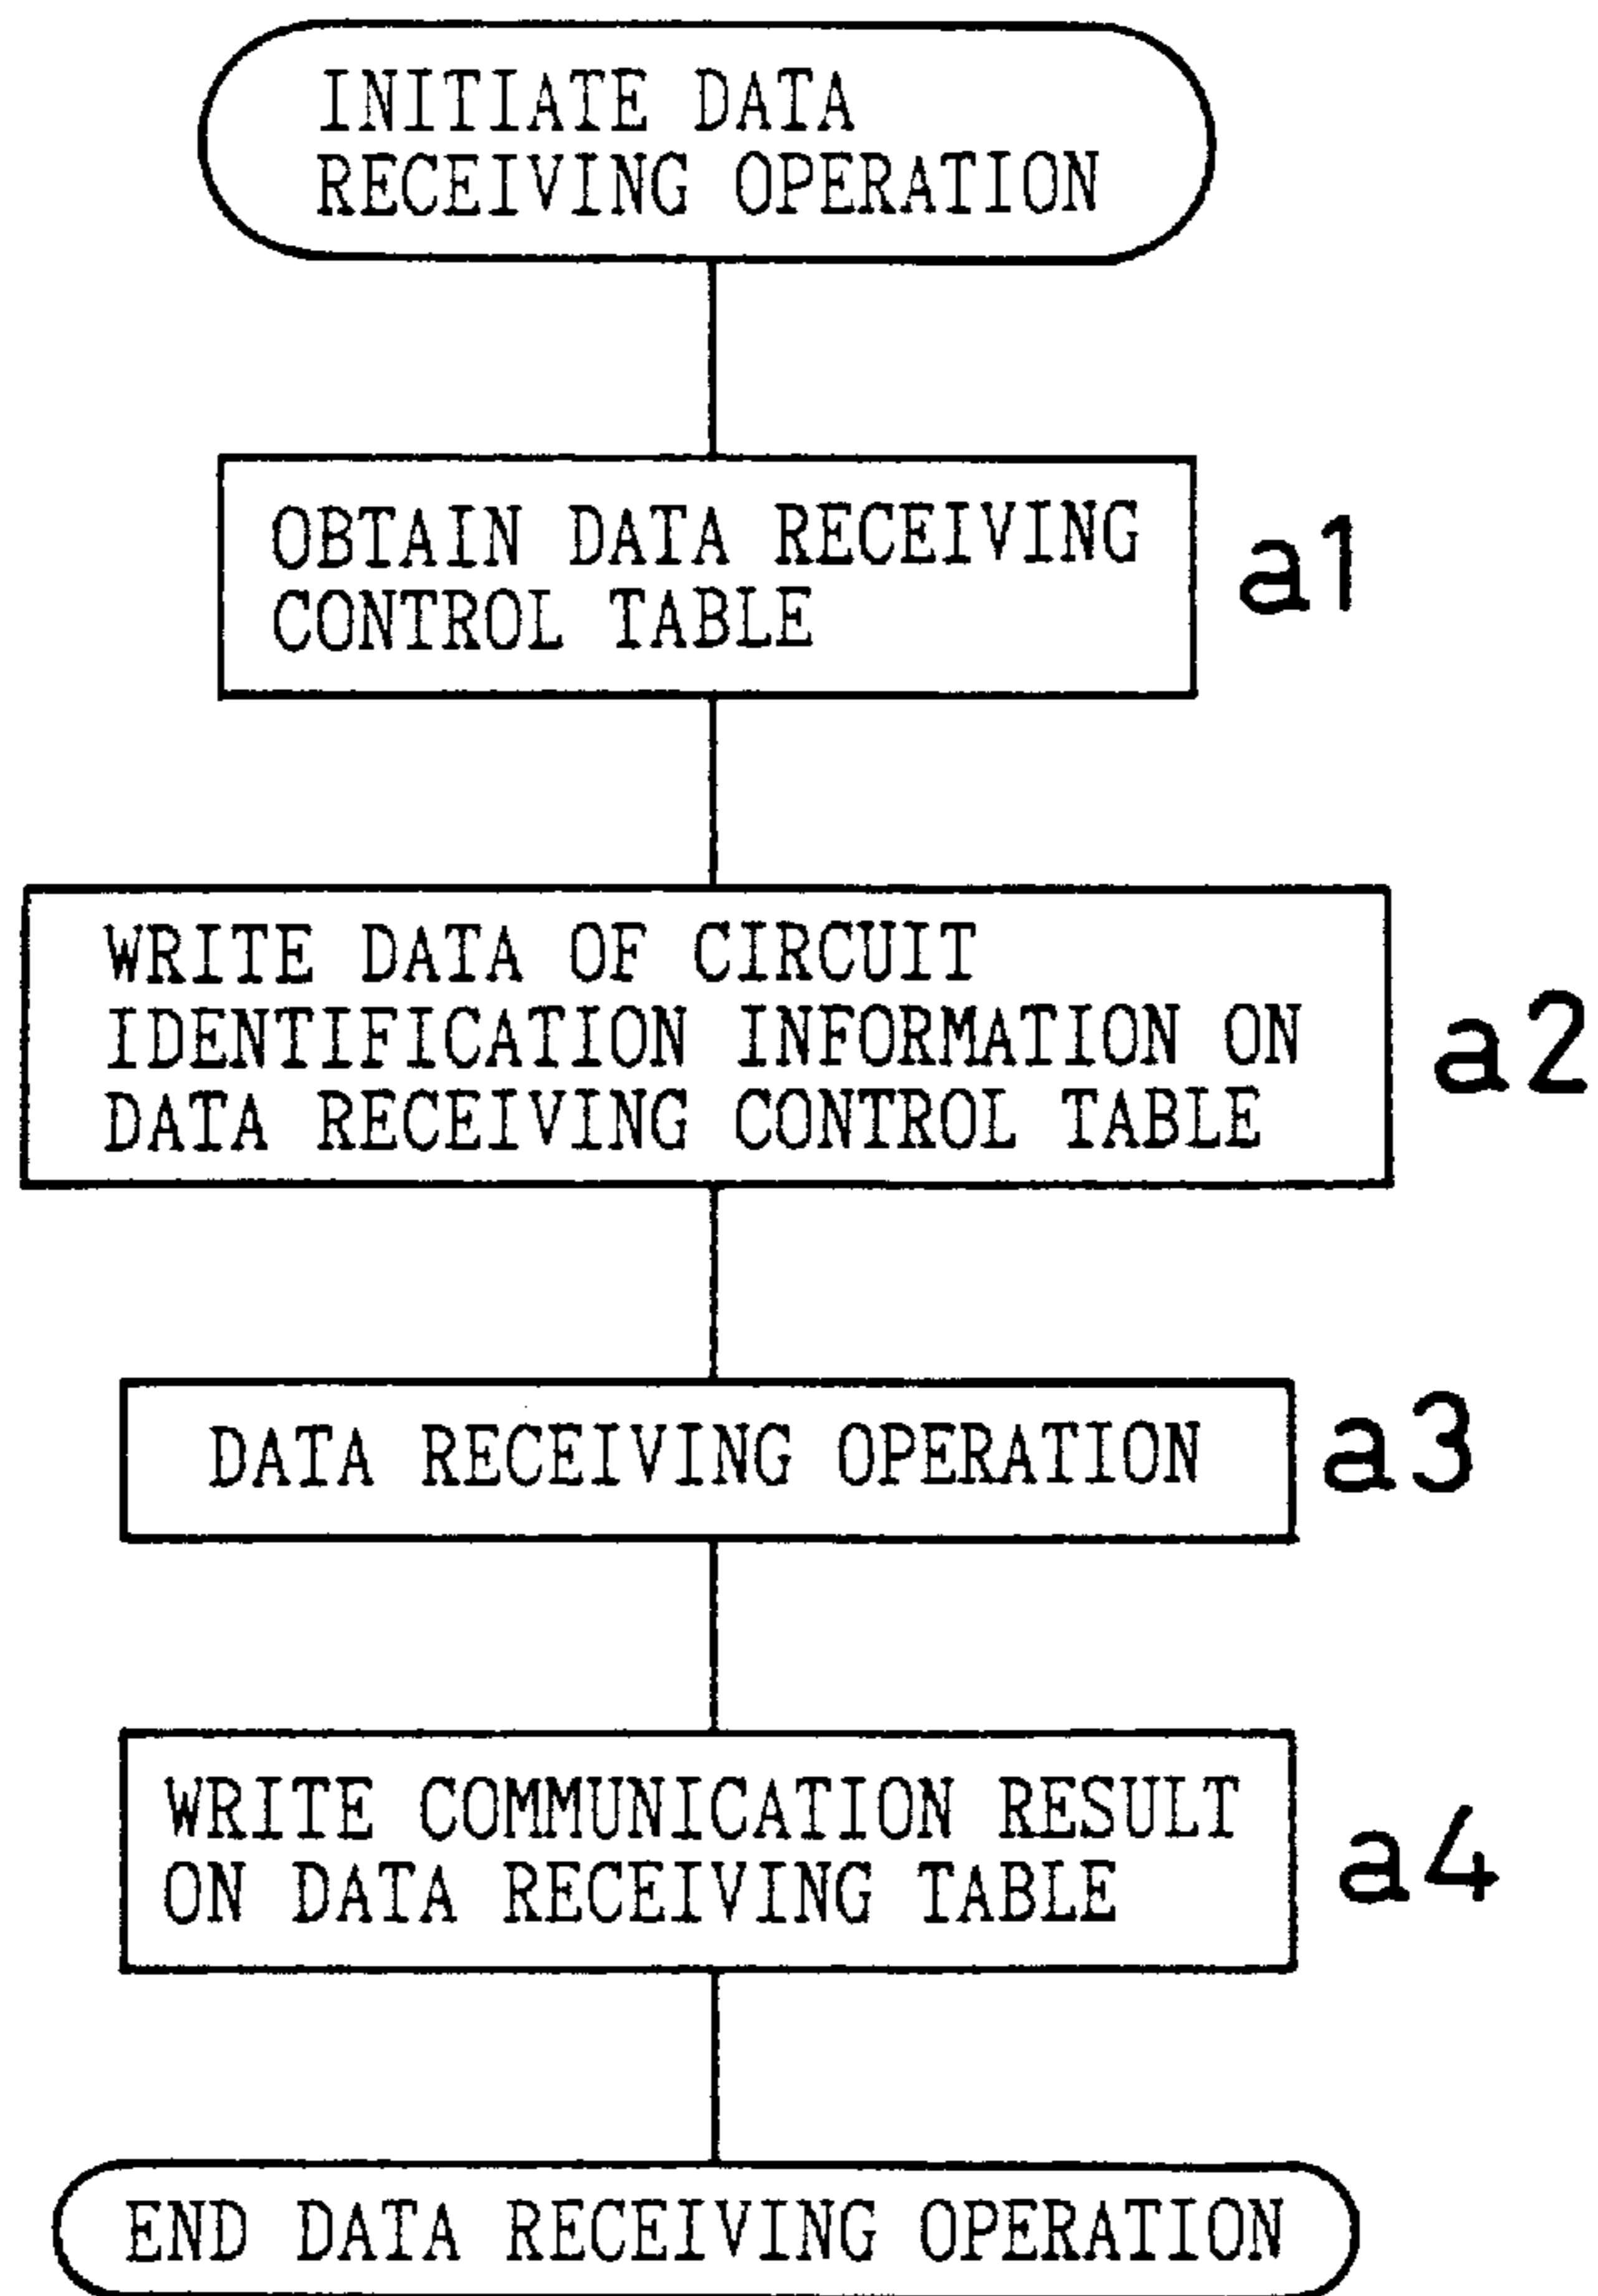 INITIATE DATA
RECEIVING OPERATION
OBTAIN DATA RECEIVING
CONTROL TABLE
a1
WRITE DATA OF CIRCUIT
IDENTIFICATION INFORMATION ON
DATA RECEIVING CONTROL TABLE
a2
DATA RECEIVING OPERATION
a3
WRITE COMMUNICATION RESULT
ON DATA RECEIVING TABLE
a4
END DATA RECEIVING OPERATION